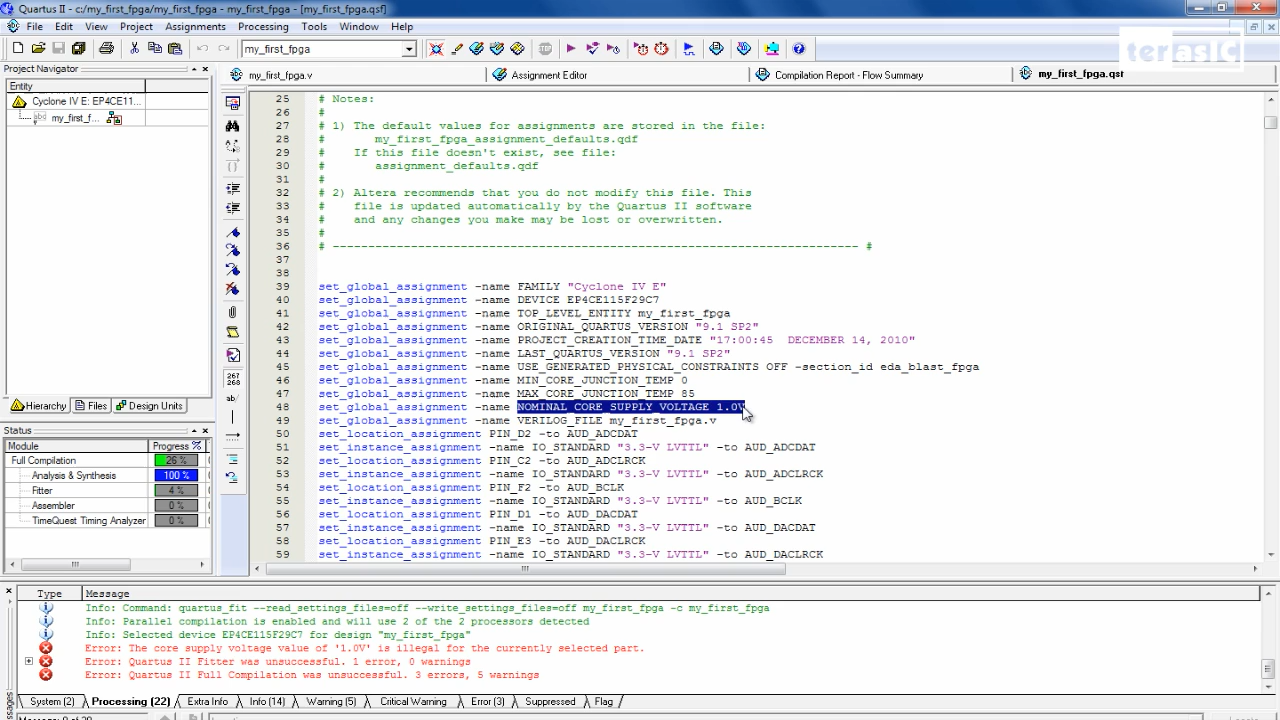 Quartus II - c:/my_first_fpga/my_first_fpga - my_first_fpga - [my_first_fpga.qsf]
File Edit View Project Assignments Processing Tools Window Help
my_first_fpga
terasIC
Project Navigator
my_first_fpga.v
Assignment Editor
Compilation Report - Flow Summary
my_first_fpga.qsf
Entity
Cyclone IV E: EP4CE11...
my_first_f...
25 # Notes:
26 #
27 # 1) The default values for assignments are stored in the file:
28 # my_first_fpga_assignment_defaults.qdf
29 # If this file doesn't exist, see file:
30 # assignment_defaults.qdf
31 #
32 # 2) Altera recommends that you do not modify this file. This
33 # file is updated automatically by the Quartus II software
34 # and any changes you make may be lost or overwritten.
35 #
36 # -------------------------------------------------------------------------- #
37
38
39 set_global_assignment -name FAMILY "Cyclone IV E"
40 set_global_assignment -name DEVICE EP4CE115F29C7
41 set_global_assignment -name TOP_LEVEL_ENTITY my_first_fpga
42 set_global_assignment -name ORIGINAL_QUARTUS_VERSION "9.1 SP2"
43 set_global_assignment -name PROJECT_CREATION_TIME_DATE "17:00:45  DECEMBER 14, 2010"
44 set_global_assignment -name LAST_QUARTUS_VERSION "9.1 SP2"
45 set_global_assignment -name USE_GENERATED_PHYSICAL_CONSTRAINTS OFF -section_id eda_blast_fpga
46 set_global_assignment -name MIN_CORE_JUNCTION_TEMP 0
47 set_global_assignment -name MAX_CORE_JUNCTION_TEMP 85
48 set_global_assignment -name NOMINAL_CORE_SUPPLY_VOLTAGE 1.0V
49 set_global_assignment -name VERILOG_FILE my_first_fpga.v
50 set_location_assignment PIN_D2 -to AUD_ADCDAT
51 set_instance_assignment -name IO_STANDARD "3.3-V LVTTL" -to AUD_ADCDAT
52 set_location_assignment PIN_C2 -to AUD_ADCLRCK
53 set_instance_assignment -name IO_STANDARD "3.3-V LVTTL" -to AUD_ADCLRCK
54 set_location_assignment PIN_F2 -to AUD_BCLK
55 set_instance_assignment -name IO_STANDARD "3.3-V LVTTL" -to AUD_BCLK
56 set_location_assignment PIN_D1 -to AUD_DACDAT
57 set_instance_assignment -name IO_STANDARD "3.3-V LVTTL" -to AUD_DACDAT
58 set_location_assignment PIN_E3 -to AUD_DACLRCK
59 set_instance_assignment -name IO_STANDARD "3.3-V LVTTL" -to AUD_DACLRCK
267
268
ab/
Hierarchy Files Design Units
Status
Module Progress %
Full Compilation 26 %
Analysis & Synthesis 100 %
Fitter 4 %
Assembler 0 %
TimeQuest Timing Analyzer 0 %
Type Message
Info: Command: quartus_fit --read_settings_files=off --write_settings_files=off my_first_fpga -c my_first_fpga
Info: Parallel compilation is enabled and will use 2 of the 2 processors detected
Info: Selected device EP4CE115F29C7 for design "my_first_fpga"
Error: The core supply voltage value of '1.0V' is illegal for the currently selected part.
Error: Quartus II Fitter was unsuccessful. 1 error, 0 warnings
Error: Quartus II Full Compilation was unsuccessful. 3 errors, 5 warnings
System (2) Processing (22) Extra Info Info (14) Warning (5) Critical Warning Error (3) Suppressed Flag